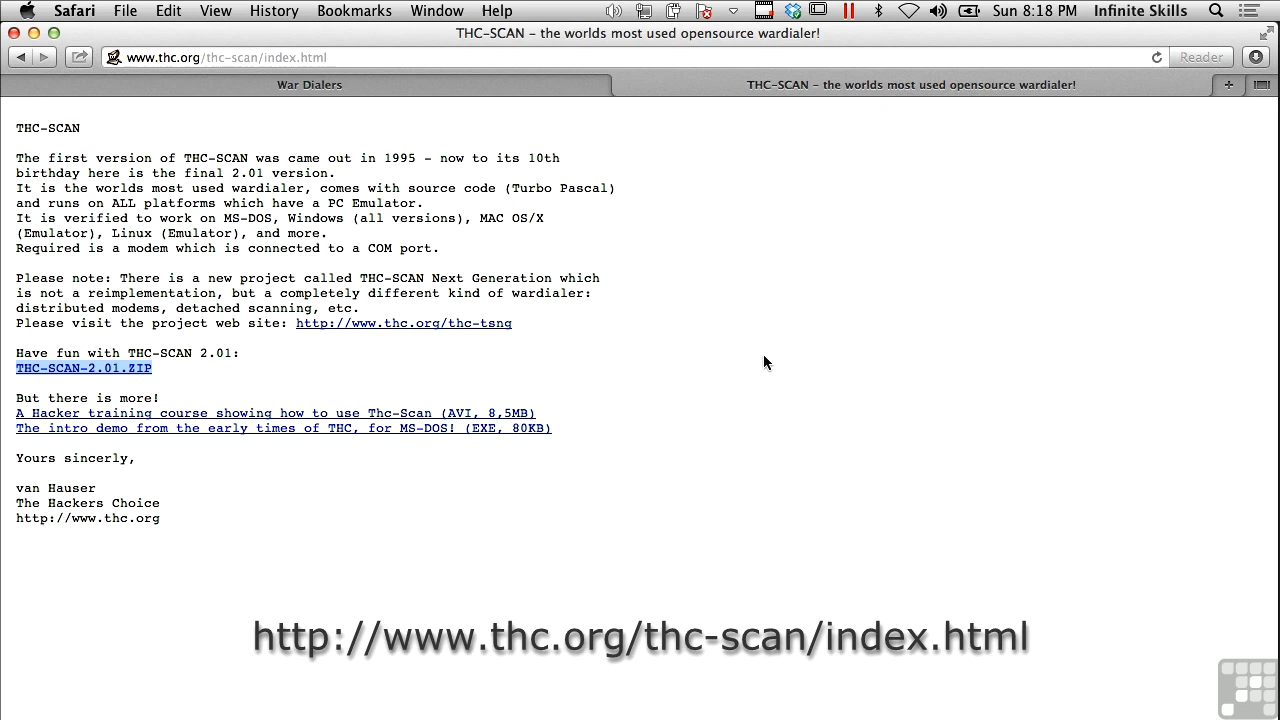 Safari File Edit View History Bookmarks Window Help Sun 8:18 PM Infinite Skills
THC-SCAN – the worlds most used opensource wardialer!
www.thc.org/thc-scan/index.html Reader
War Dialers THC-SCAN – the worlds most used opensource wardialer! +
THC-SCAN
The first version of THC-SCAN was came out in 1995 - now to its 10th
birthday here is the final 2.01 version.
It is the worlds most used wardialer, comes with source code (Turbo Pascal)
and runs on ALL platforms which have a PC Emulator.
It is verified to work on MS-DOS, Windows (all versions), MAC OS/X
(Emulator), Linux (Emulator), and more.
Required is a modem which is connected to a COM port.
Please note: There is a new project called THC-SCAN Next Generation which
is not a reimplementation, but a completely different kind of wardialer:
distributed modems, detached scanning, etc.
Please visit the project web site: http://www.thc.org/thc-tsng
Have fun with THC-SCAN 2.01:
THC-SCAN-2.01.ZIP
But there is more!
A Hacker training course showing how to use Thc-Scan (AVI, 8,5MB)
The intro demo from the early times of THC, for MS-DOS! (EXE, 80KB)
Yours sincerly,
van Hauser
The Hackers Choice
http://www.thc.org
http://www.thc.org/thc-scan/index.html